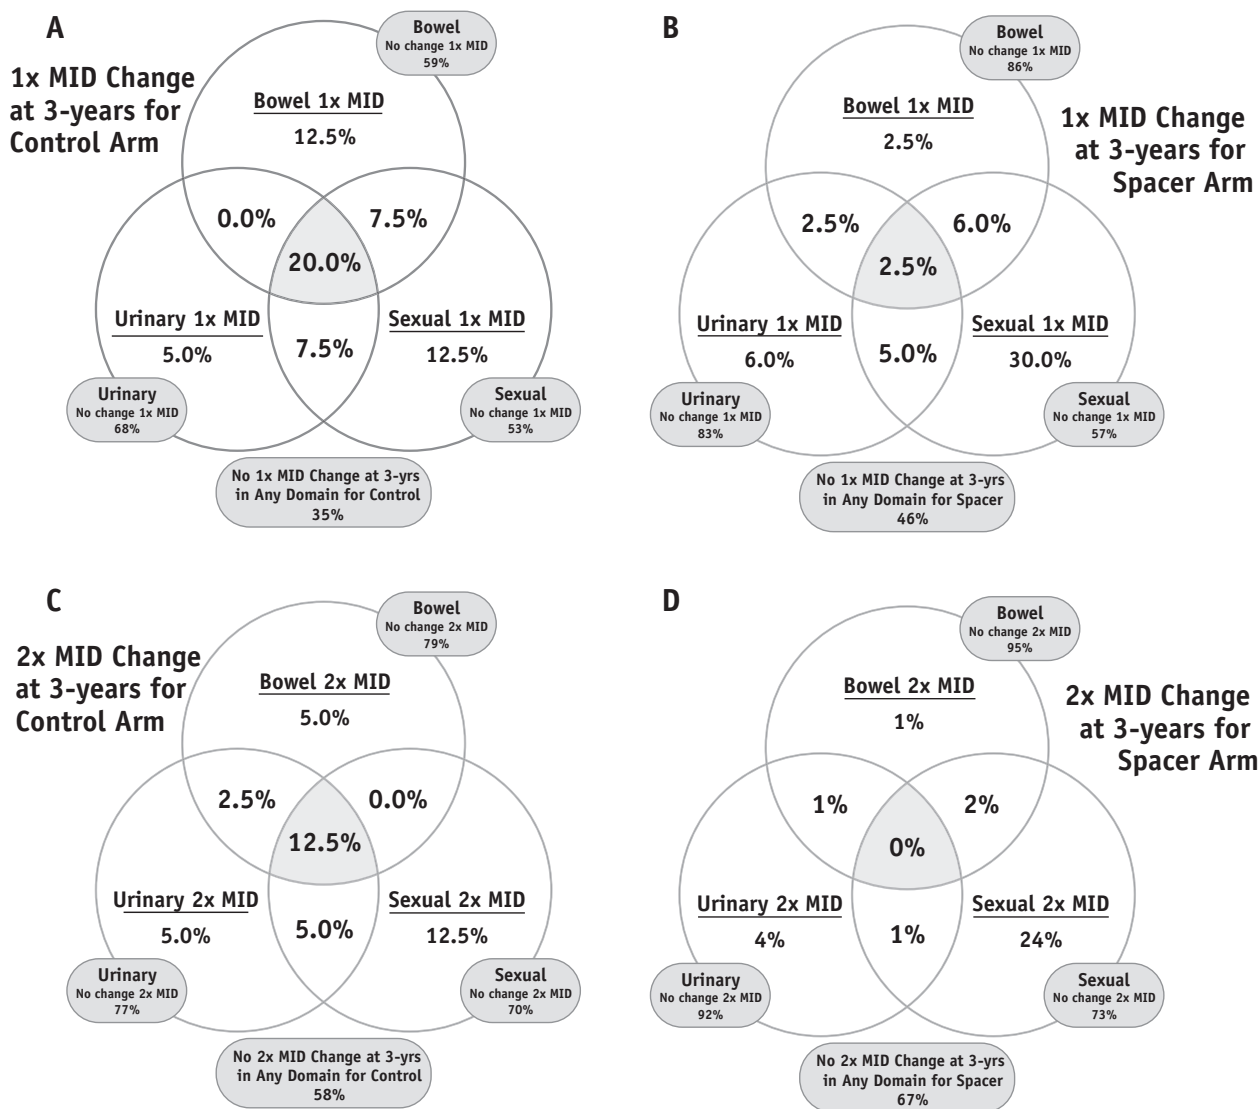 A
1x MID Change
at 3-years for
Control Arm
Bowel
No change 1x MID
59%
Bowel 1x MID
12.5%
0.0%
7.5%
20.0%
Urinary 1x MID
5.0%
7.5%
Sexual 1x MID
12.5%
Urinary
No change 1x MID
68%
Sexual
No change 1x MID
53%
No 1x MID Change at 3-yrs
in Any Domain for Control
35%
B
1x MID Change
at 3-years for
Spacer Arm
Bowel
No change 1x MID
86%
Bowel 1x MID
2.5%
2.5%
6.0%
2.5%
Urinary 1x MID
6.0%
5.0%
Sexual 1x MID
30.0%
Urinary
No change 1x MID
83%
Sexual
No change 1x MID
57%
No 1x MID Change at 3-yrs
in Any Domain for Spacer
46%
C
2x MID Change
at 3-years for
Control Arm
Bowel
No change 2x MID
79%
Bowel 2x MID
5.0%
2.5%
0.0%
12.5%
Urinary 2x MID
5.0%
5.0%
Sexual 2x MID
12.5%
Urinary
No change 2x MID
77%
Sexual
No change 2x MID
70%
No 2x MID Change at 3-yrs
in Any Domain for Control
58%
D
2x MID Change
at 3-years for
Spacer Arm
Bowel
No change 2x MID
95%
Bowel 2x MID
1%
1%
2%
0%
Urinary 2x MID
4%
1%
Sexual 2x MID
24%
Urinary
No change 2x MID
92%
Sexual
No change 2x MID
73%
No 2x MID Change at 3-yrs
in Any Domain for Spacer
67%